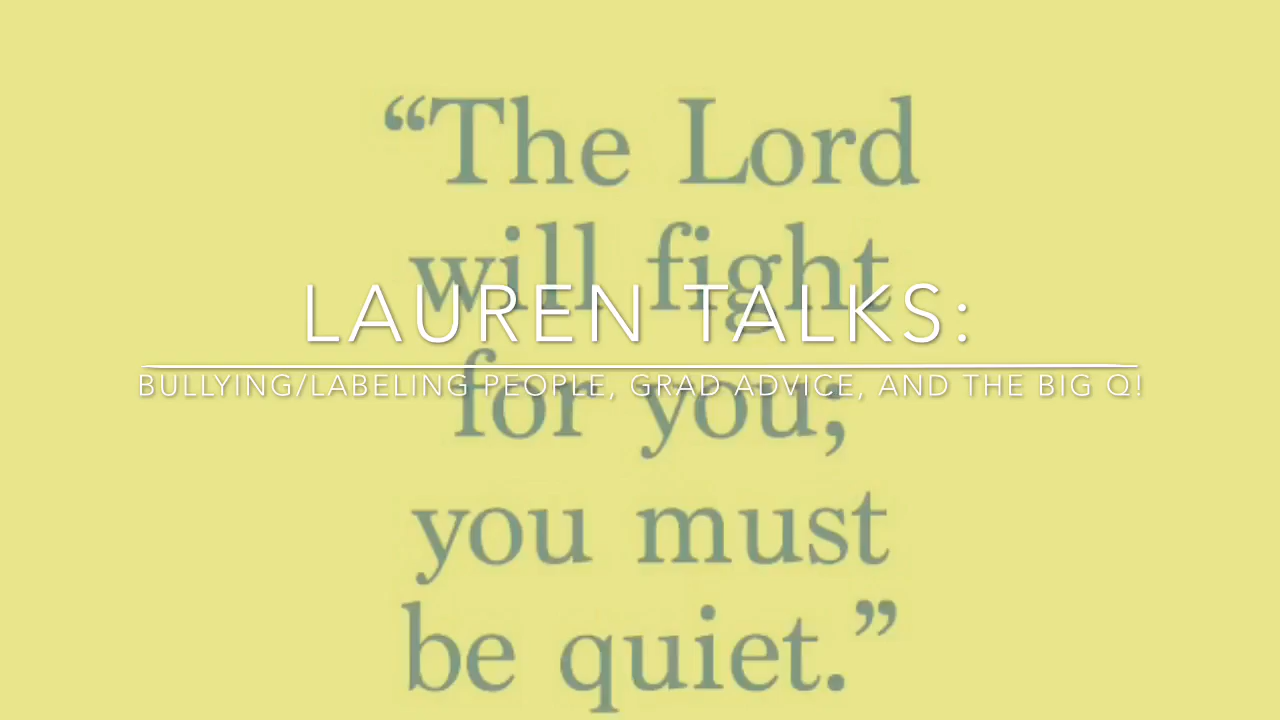 “The Lord
will fight
LAUREN TALKS:
BULLYING/LABELING PEOPLE, GRAD ADVICE, AND THE BIG Q!
for you;
you must
be quiet.”